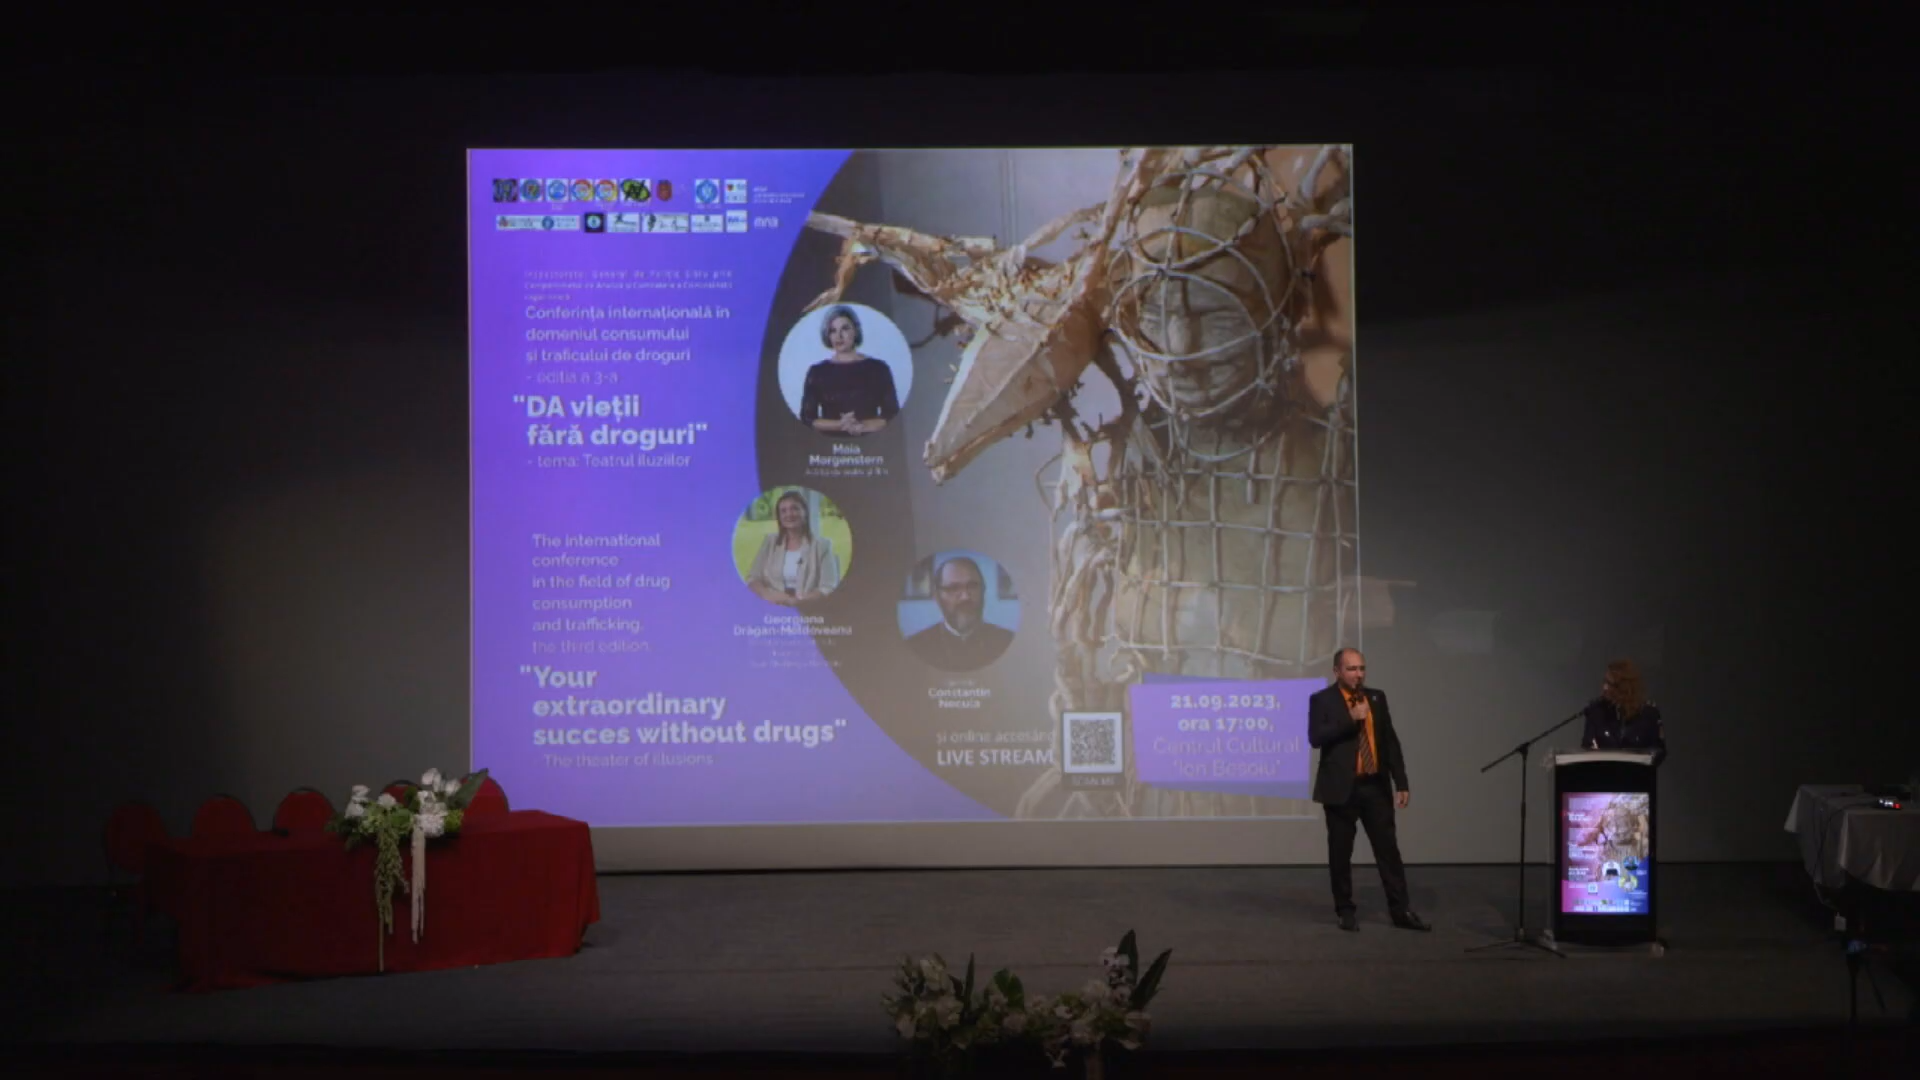 Conferința internațională în
domeniul consumului
și traficului de droguri
- ediția a 3-a
"DA vieții
fără droguri"
- tema: Teatrul iluziilor
Maia
Morgenstern
The international
conference
in the field of drug
consumption
and trafficking,
the third edition,
"Your
extraordinary
succes without drugs"
- The theater of illusions
Georgiana
Drăgan-Moldoveanu
Constantin
Necula
și online accesând
LIVE STREAM
SCAN ME
21.09.2023,
ora 17:00,
Centrul Cultural
"Ion Besoiu"